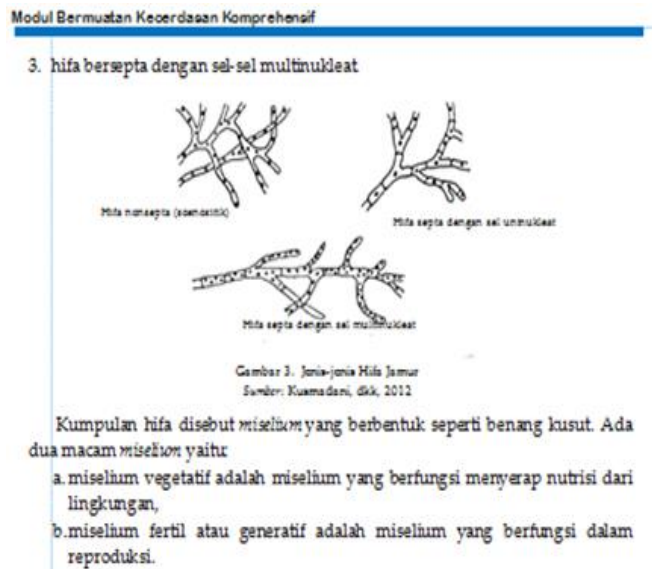 Modul Bermuatan Kecerdasan Komprehensif
3. hifa bersepta dengan sel-sel multinukleat
Hifa nonsepta (soenositik)
Hifa septa dengan sel uninukleat
Hifa septa dengan sel multinukleat
Gambar 3. Jenis-jenis Hifa Jamur
Sumber: Kusmadani, dkk, 2012
Kumpulan hifa disebut miselium yang berbentuk seperti benang kusut. Ada
dua macam miselium yaitu:
a. miselium vegetatif adalah miselium yang berfungsi menyerap nutrisi dari
lingkungan,
b. miselium fertil atau generatif adalah miselium yang berfungsi dalam
reproduksi.